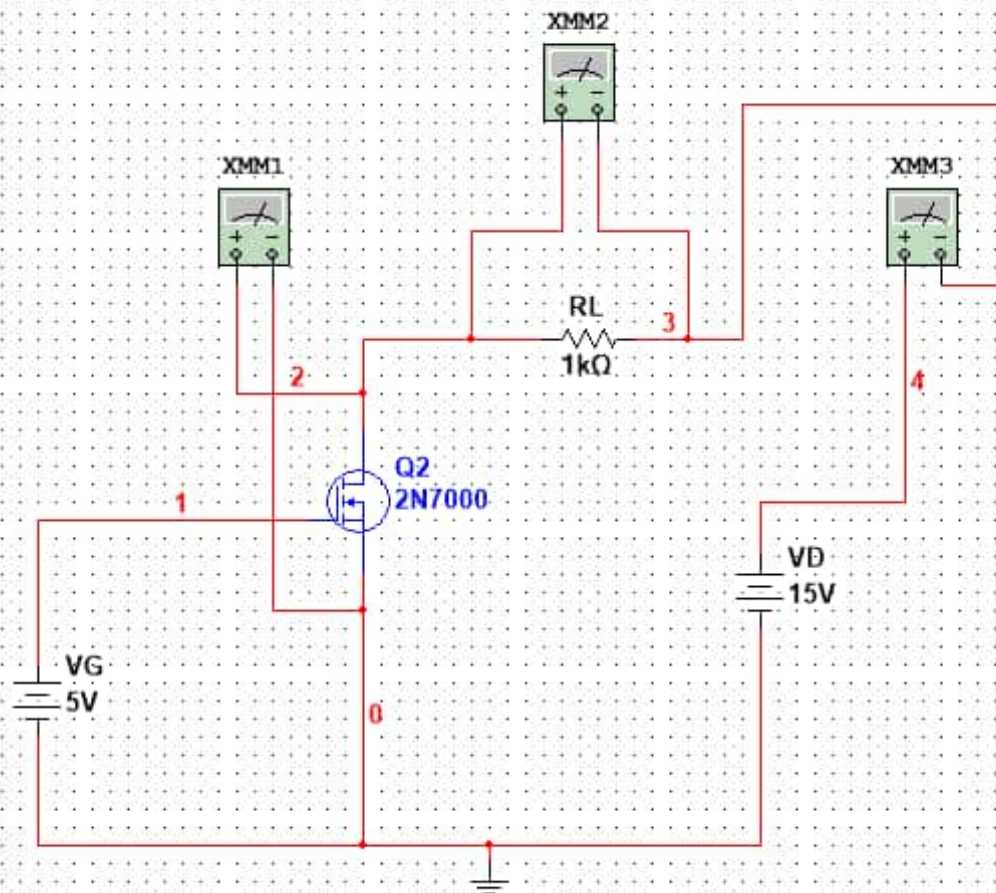 XMM2
+ −
XMM1
+ −
XMM3
+ −
RL
3
1kΩ
2
4
Q2
2N7000
1
VD
15V
VG
5V
0